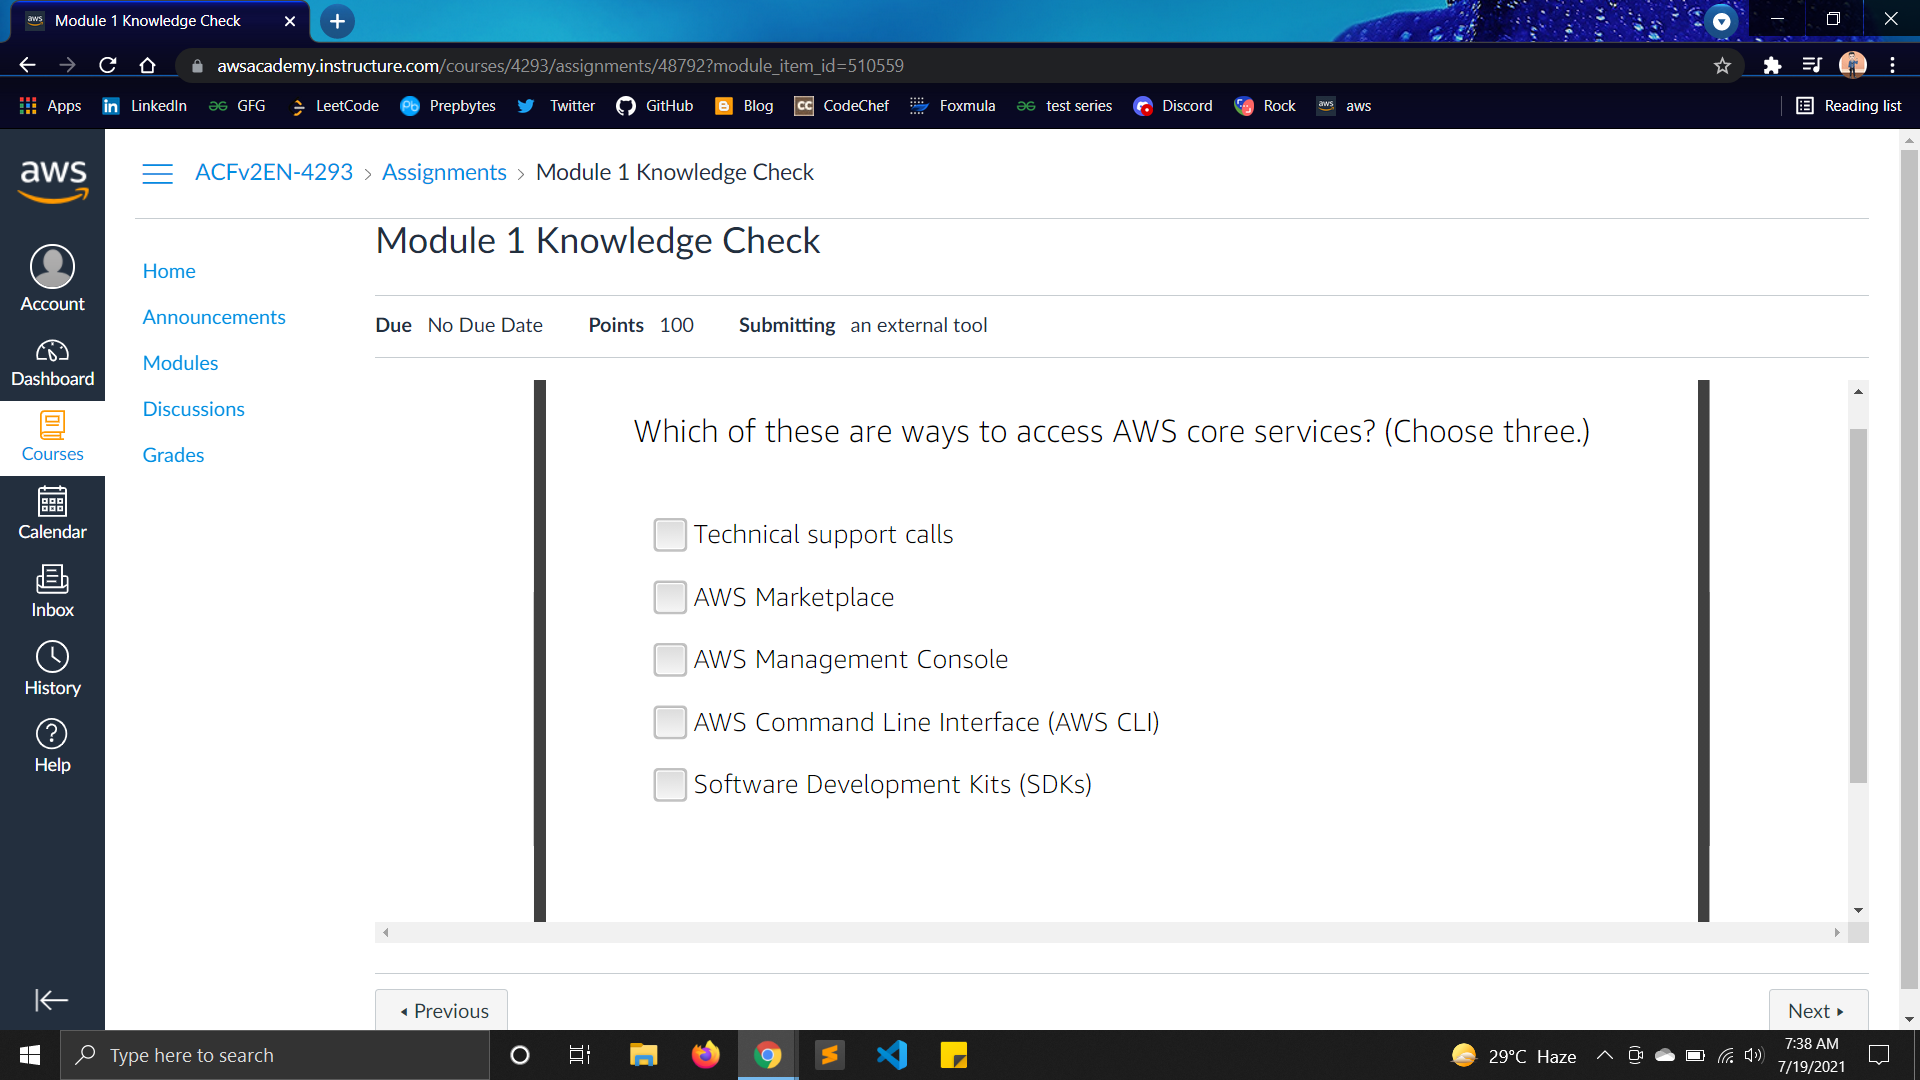 aws Module 1 Knowledge Check
awsacademy.instructure.com/courses/4293/assignments/48792?module_item_id=510559
Apps LinkedIn GFG LeetCode Prepbytes Twitter GitHub Blog CC CodeChef Foxmula test series Discord Rock aws aws Reading list
aws
Account
Dashboard
Courses
Calendar
Inbox
History
Help
ACFv2EN-4293 › Assignments › Module 1 Knowledge Check
Home
Announcements
Modules
Discussions
Grades
Module 1 Knowledge Check
Due No Due Date Points 100 Submitting an external tool
Which of these are ways to access AWS core services? (Choose three.)
Technical support calls
AWS Marketplace
AWS Management Console
AWS Command Line Interface (AWS CLI)
Software Development Kits (SDKs)
Previous
Next
Type here to search
29°C Haze
7:38 AM
7/19/2021